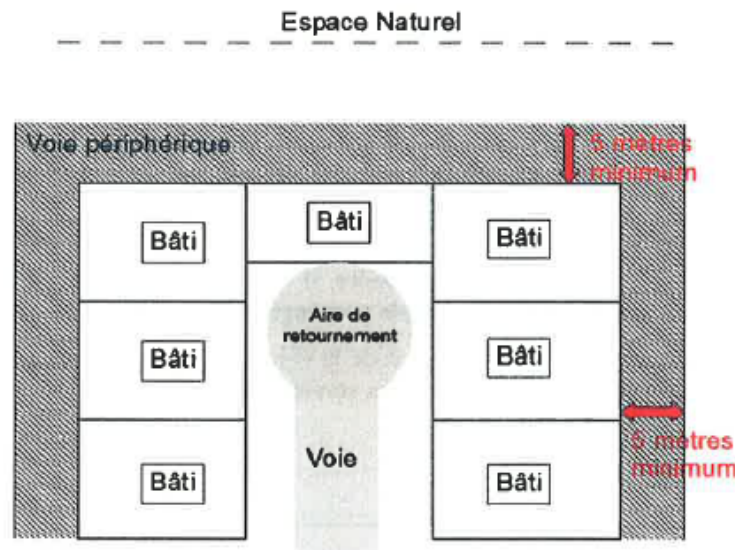 Espace Naturel
Voie périphérique
5 mètres
minimum
Bâti
Bâti
Bâti
Aire de
retournement
Bâti
Bâti
5 mètres
minimum
Voie
Bâti
Bâti